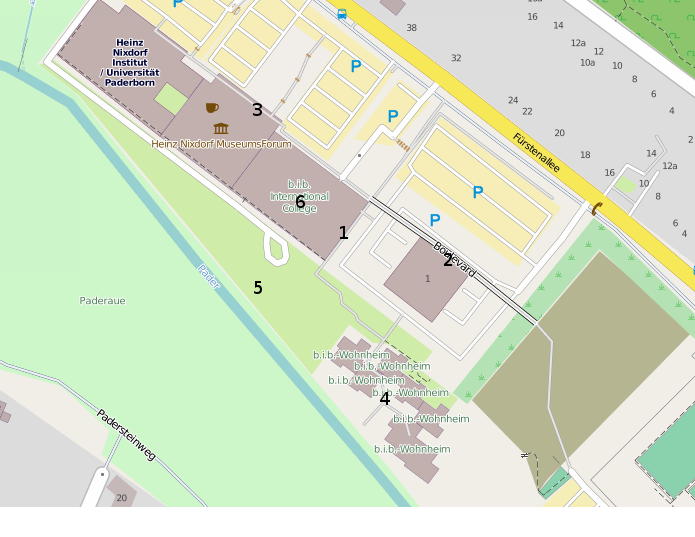 16
14
38
12a
12
32
10a
10
8
6
4
24
22
2
20
18
14
12a
16
10
8
6
4
P
P
P
P
P
Heinz
Nixdorf
Institut
/ Universität
Paderborn
3
Heinz Nixdorf MuseumsForum
Fürstenallee
b.i.b.
International
College
6
1
Boulevard
2
1
5
Pader
Paderaue
b.i.b.-Wohnheim
b.i.b.-Wohnheim
b.i.b.-Wohnheim
b.i.b.-Wohnheim
4
b.i.b.-Wohnheim
b.i.b.-Wohnheim
Padersteinweg
20